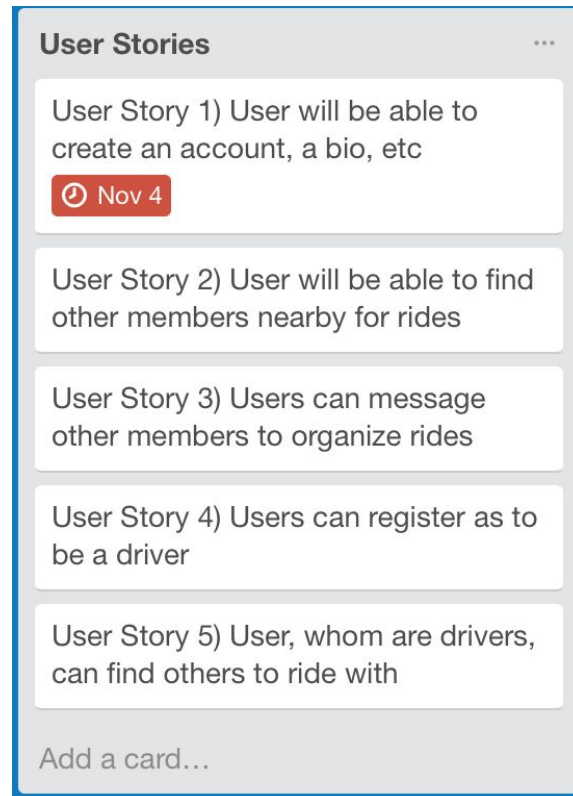 User Stories
User Story 1) User will be able to
create an account, a bio, etc
Nov 4
User Story 2) User will be able to find
other members nearby for rides
User Story 3) Users can message
other members to organize rides
User Story 4) Users can register as to
be a driver
User Story 5) User, whom are drivers,
can find others to ride with
Add a card…